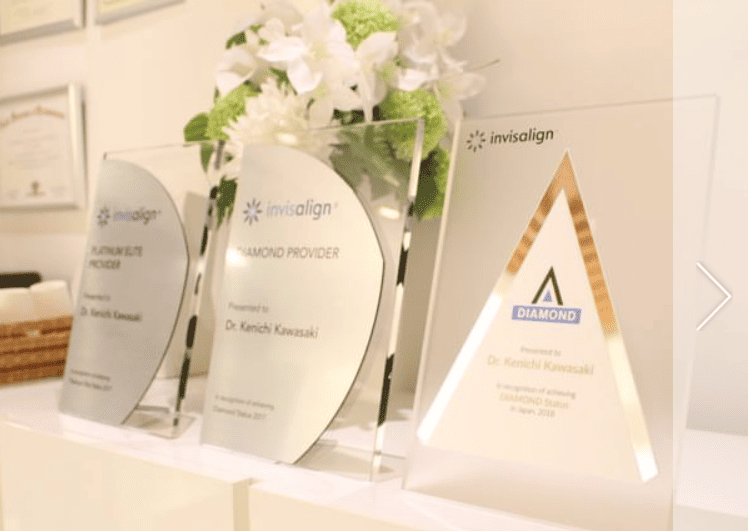 invisalign
PLATINUM ELITE
PROVIDER
Presented to
Dr. Kenichi Kawasaki
invisalign
DIAMOND PROVIDER
Presented to
Dr. Kenichi Kawasaki
In recognition of achieving
Diamond Status 2017
invisalign
DIAMOND
Presented to
Dr. Kenichi Kawasaki
In recognition of achieving
DIAMOND Status
in Japan, 2018